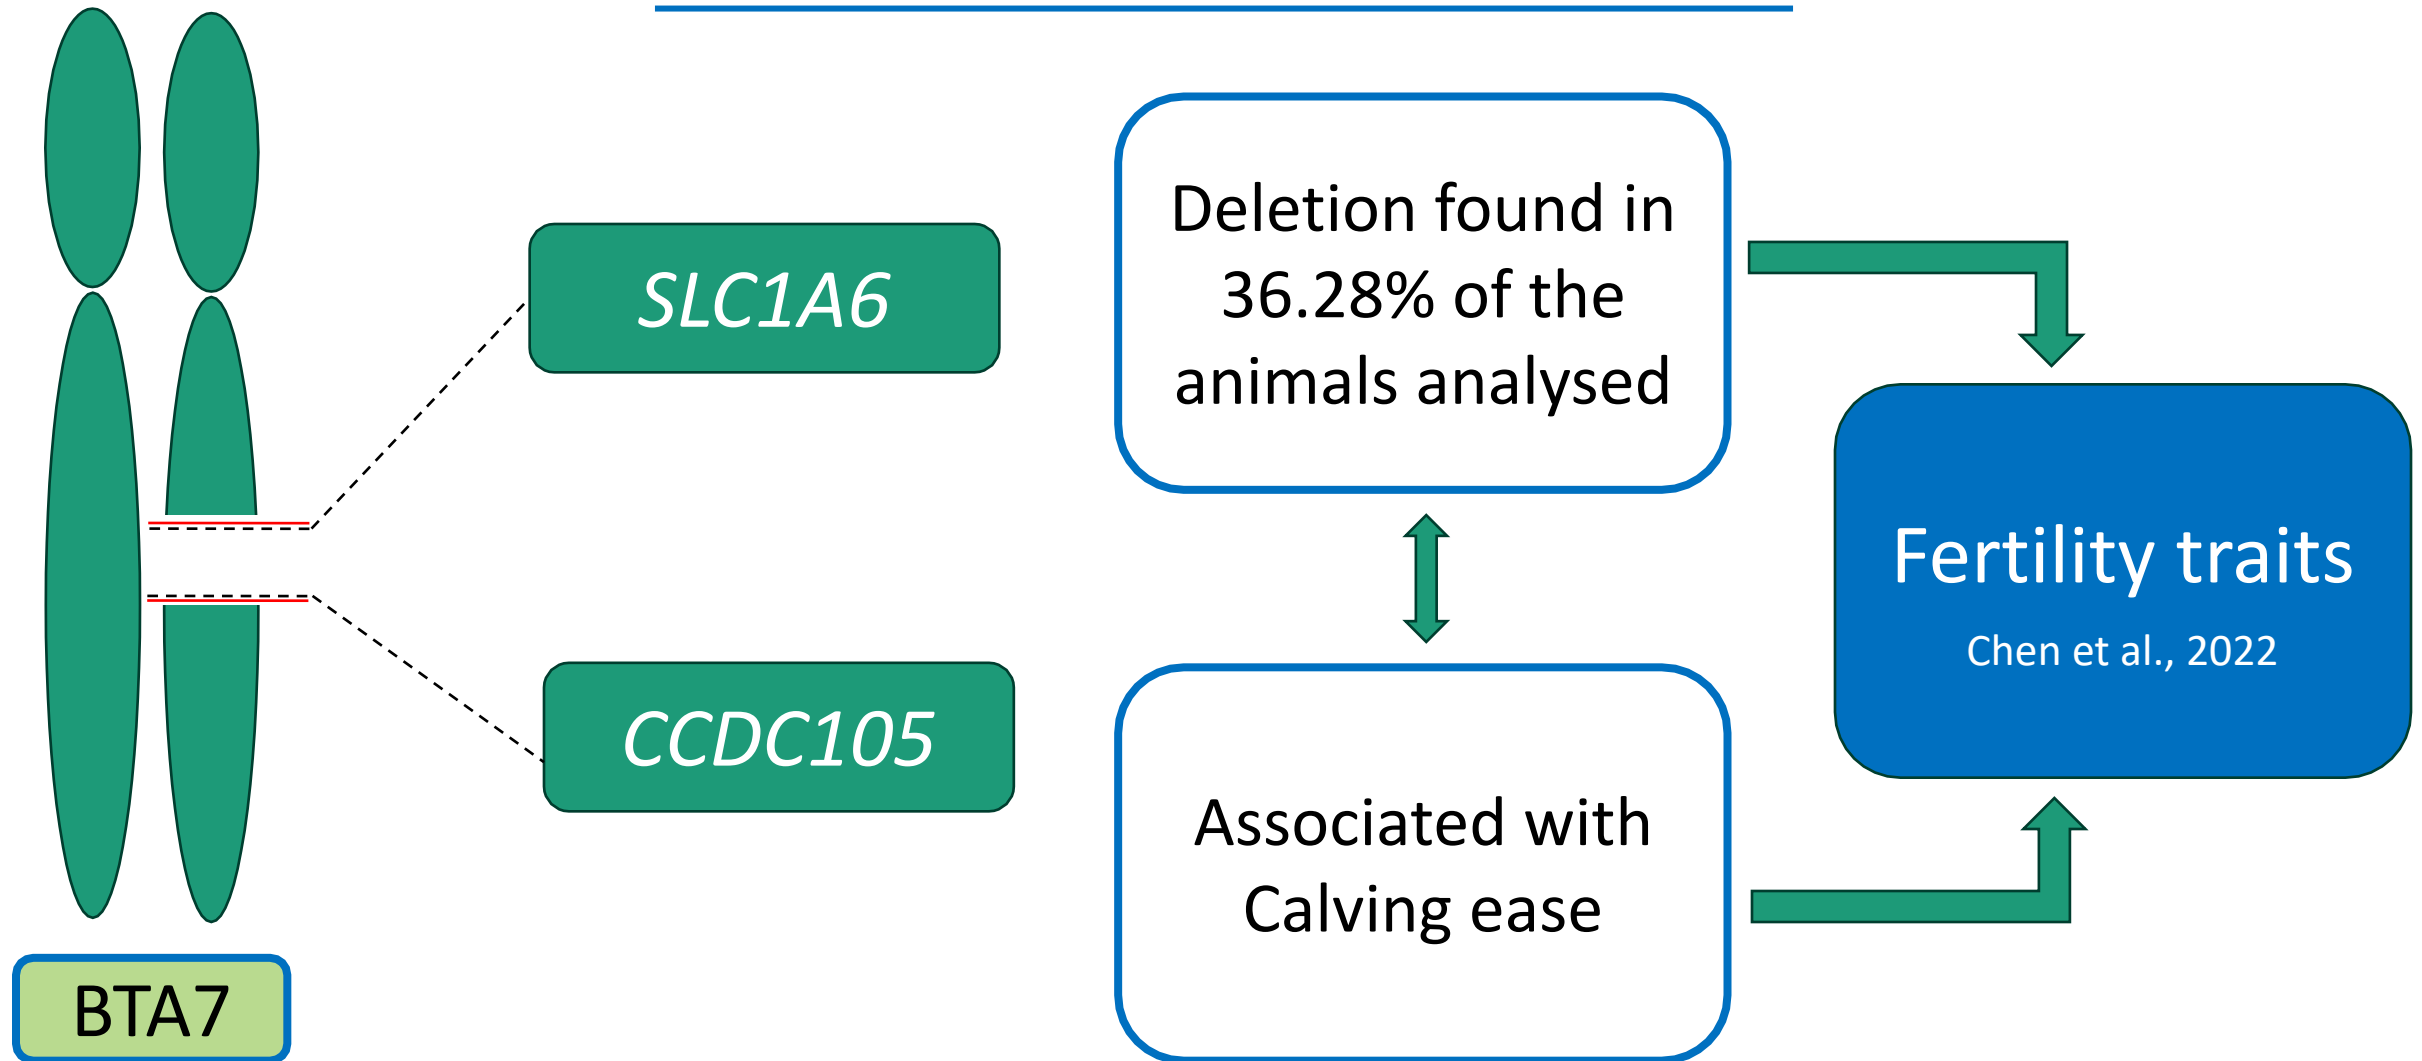 SLC1A6
CCDC105
BTA7
Deletion found in
36.28% of the
animals analysed
Associated with
Calving ease
Fertility traits
Chen et al., 2022